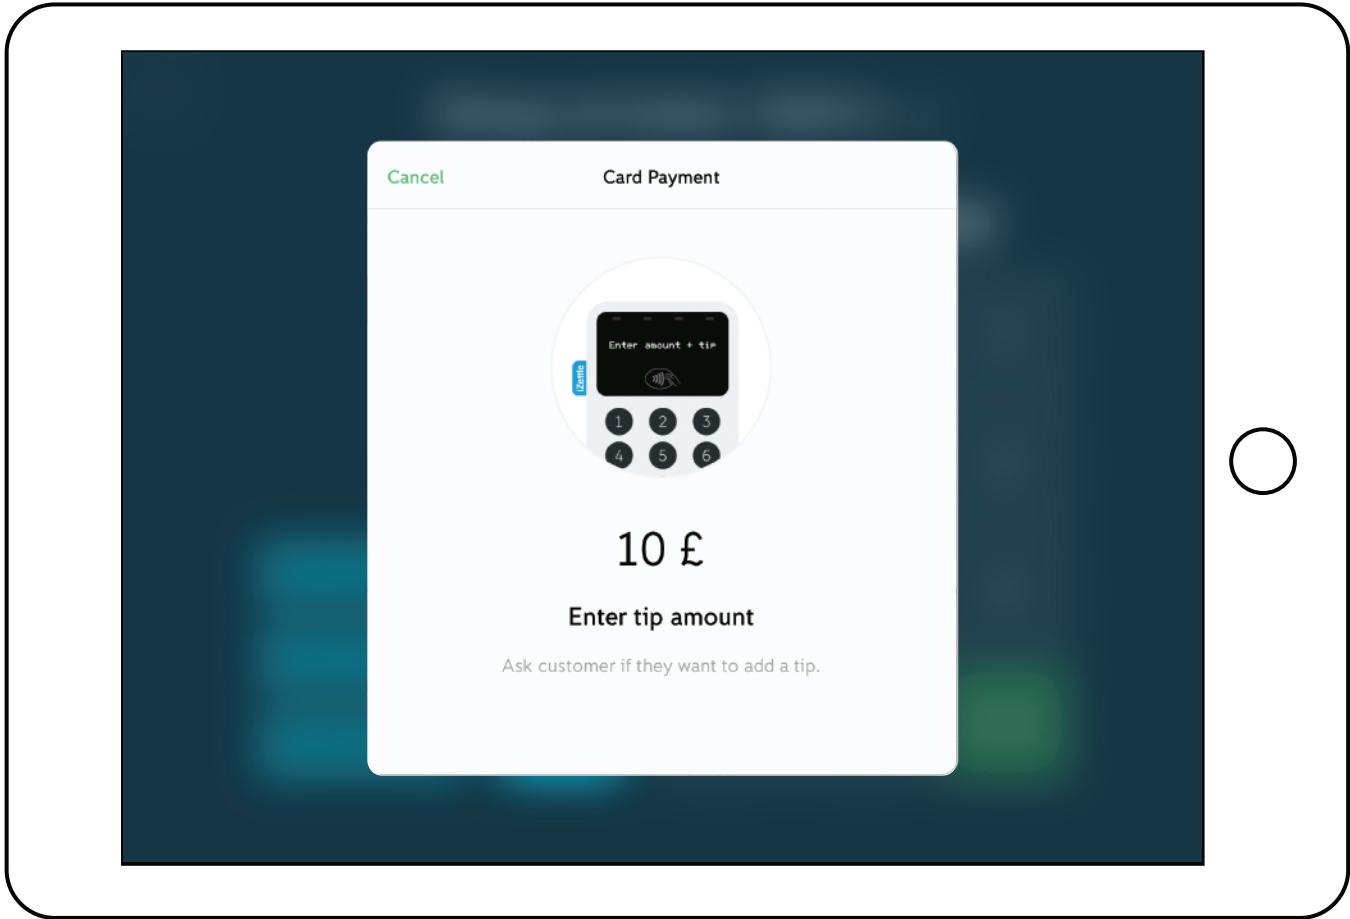 Cancel
Card Payment
Enter amount + tip
iZettle
1 2 3
4 5 6
10 £
Enter tip amount
Ask customer if they want to add a tip.